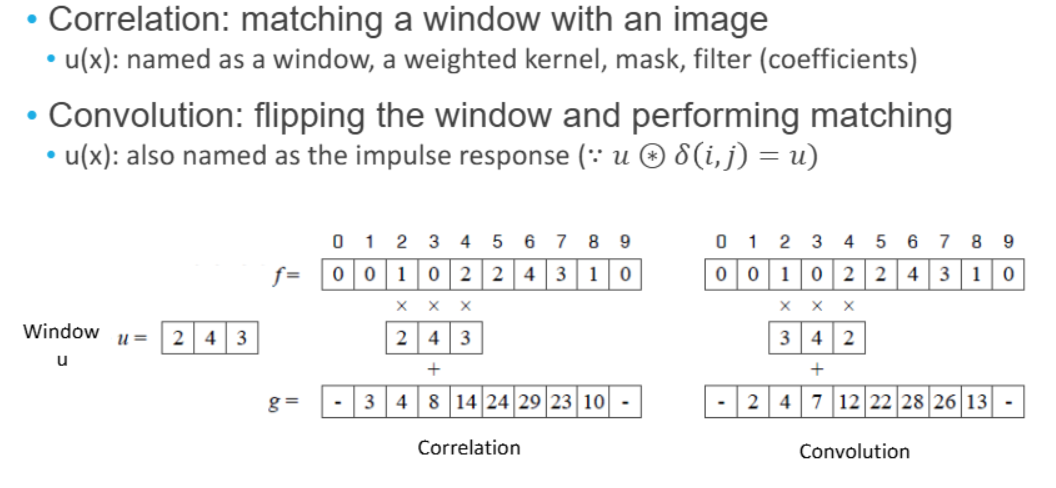 • Correlation: matching a window with an image
• u(x): named as a window, a weighted kernel, mask, filter (coefficients)
• Convolution: flipping the window and performing matching
• u(x): also named as the impulse response (∵ u ⊛ δ(i, j) = u)
0 1 2 3 4 5 6 7 8 9
f= 0 0 1 0 2 2 4 3 1 0
× × ×
Window u = 2 4 3
u
2 4 3
+
g = - 3 4 8 14 24 29 23 10 -
Correlation
0 1 2 3 4 5 6 7 8 9
0 0 1 0 2 2 4 3 1 0
× × ×
3 4 2
+
- 2 4 7 12 22 28 26 13 -
Convolution